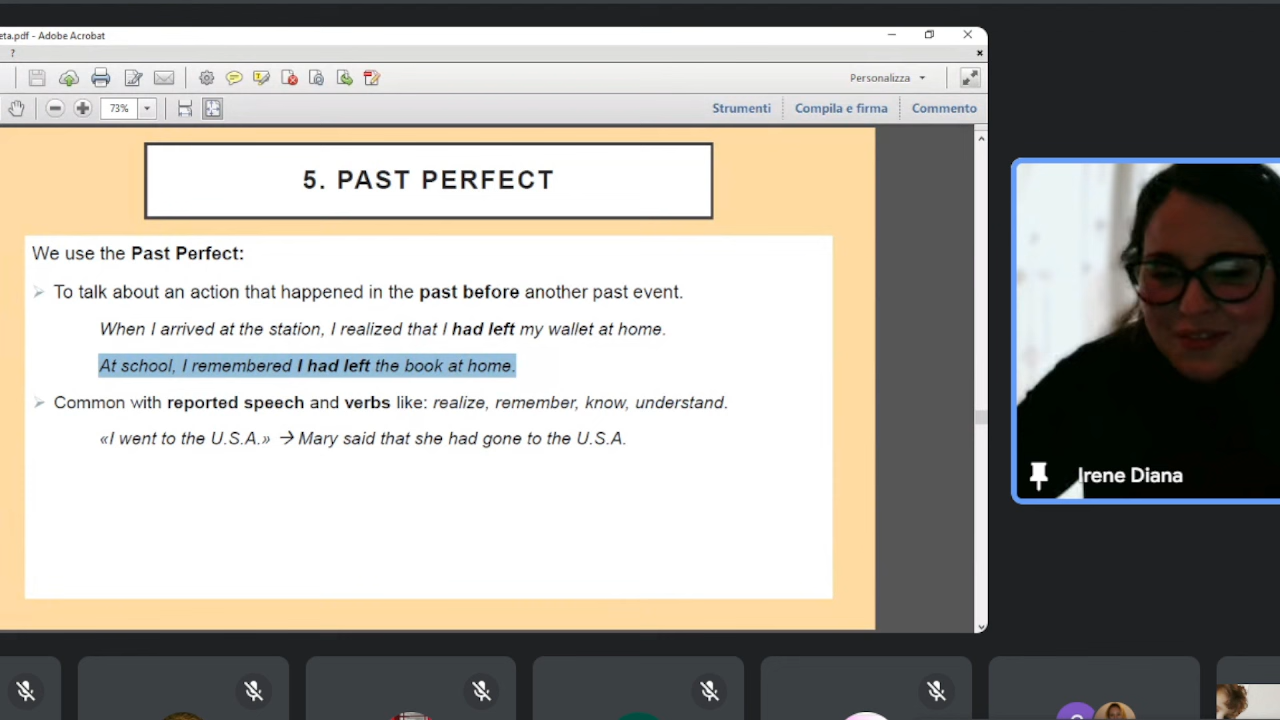 eta.pdf - Adobe Acrobat
?
73%
Personalizza
Strumenti
Compila e firma
Commento
5. PAST PERFECT
We use the Past Perfect:
To talk about an action that happened in the past before another past event.
When I arrived at the station, I realized that I had left my wallet at home.
At school, I remembered I had left the book at home.
Common with reported speech and verbs like: realize, remember, know, understand.
«I went to the U.S.A.» → Mary said that she had gone to the U.S.A.
Irene Diana